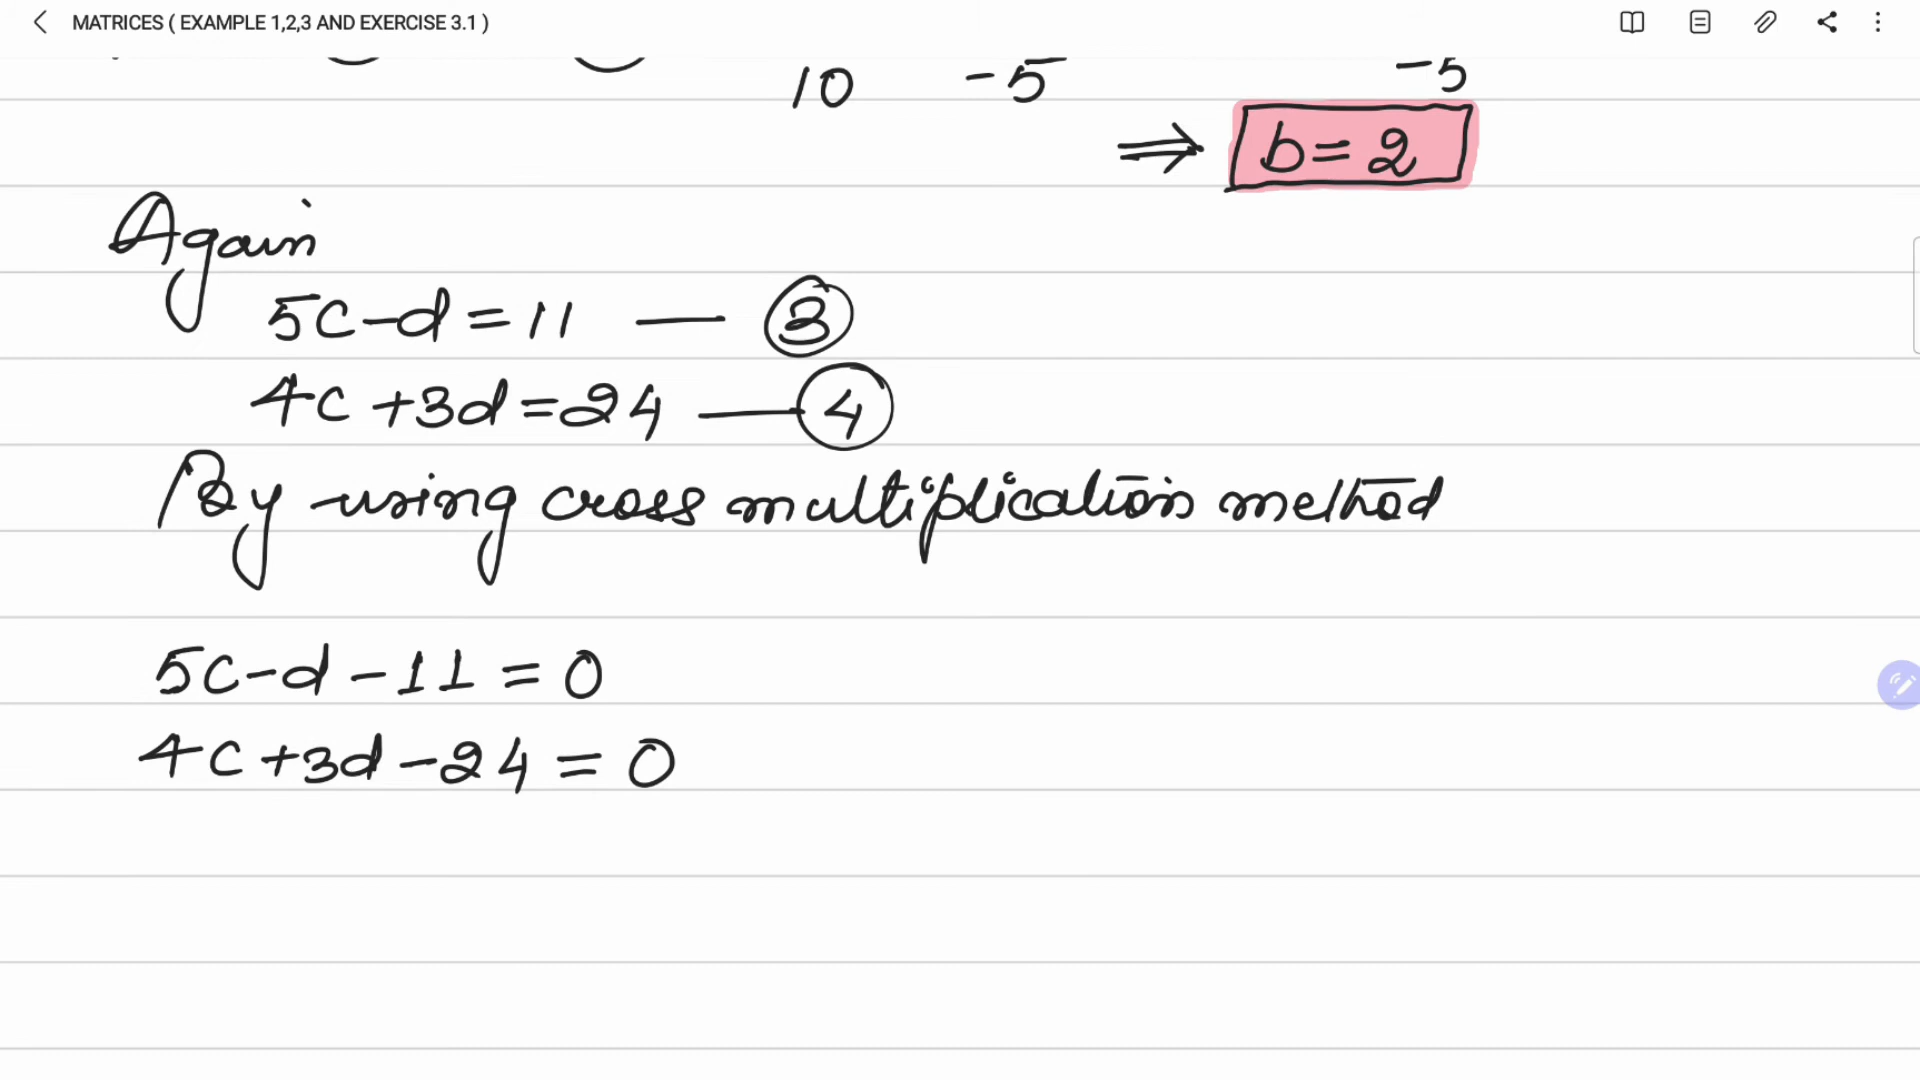 MATRICES ( EXAMPLE 1,2,3 AND EXERCISE 3.1 )
10 -5 -5
⇒ b = 2
Again
5c-d = 11 — ③
4c +3d = 24 — ④
By using cross multiplication method
5c-d-11 = 0
4c+3d-24 = 0